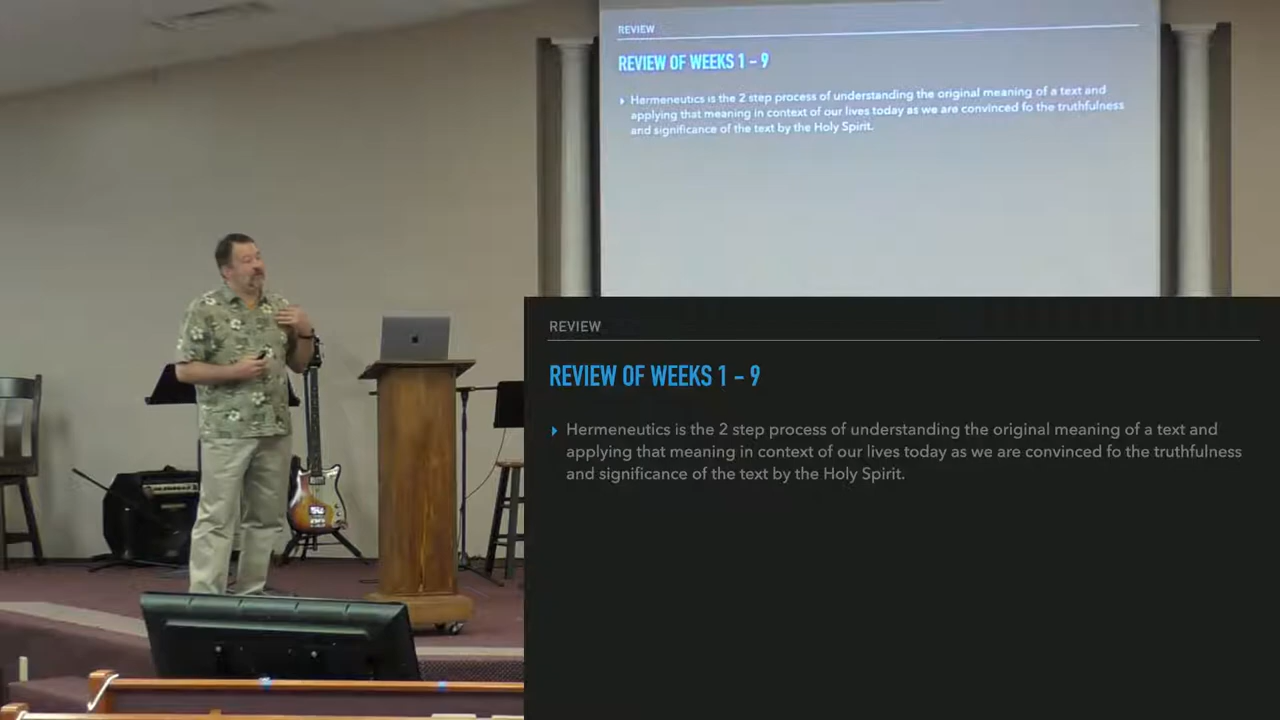 REVIEW
REVIEW OF WEEKS 1 - 9
Hermeneutics is the 2 step process of understanding the original meaning of a text and
applying that meaning in context of our lives today as we are convinced fo the truthfulness
and significance of the text by the Holy Spirit.
REVIEW
REVIEW OF WEEKS 1 - 9
Hermeneutics is the 2 step process of understanding the original meaning of a text and
applying that meaning in context of our lives today as we are convinced fo the truthfulness
and significance of the text by the Holy Spirit.